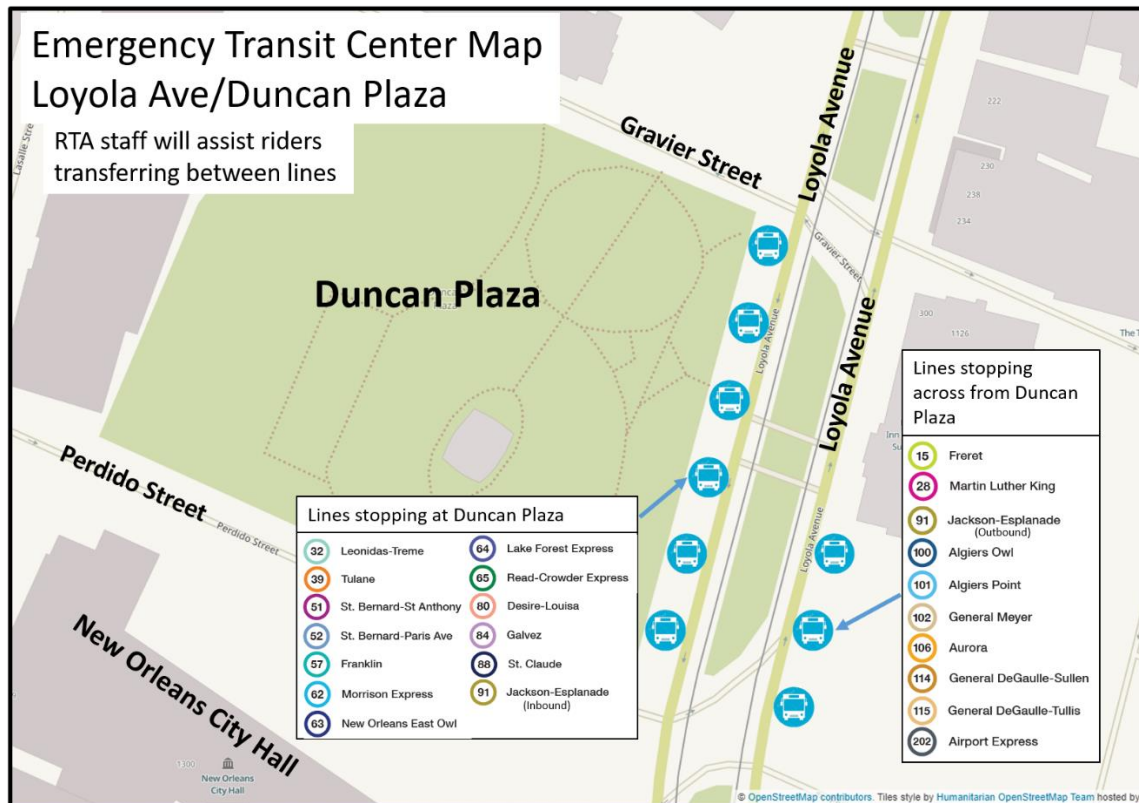 Emergency Transit Center Map
Loyola Ave/Duncan Plaza
RTA staff will assist riders
transferring between lines
Lasalle Stre
Gravier Street
Loyola Avenue
222
230
238
234
Gravier Street
Duncan Plaza
Loyola Avenue
Loyola Avenue
300
1126
The T
Perdido Street
Perdido Street
Loyola Avenue
Inn
Su
Lines stopping at Duncan Plaza
32 Leonidas-Treme
39 Tulane
51 St. Bernard-St Anthony
52 St. Bernard-Paris Ave
57 Franklin
62 Morrison Express
63 New Orleans East Owl
64 Lake Forest Express
65 Read-Crowder Express
80 Desire-Louisa
84 Galvez
88 St. Claude
91 Jackson-Esplanade
(Inbound)
Lines stopping
across from Duncan
Plaza
15 Freret
28 Martin Luther King
91 Jackson-Esplanade
(Outbound)
100 Algiers Owl
101 Algiers Point
102 General Meyer
106 Aurora
114 General DeGaulle-Sullen
115 General DeGaulle-Tullis
202 Airport Express
New Orleans City Hall
1300
New Orleans
City Hall
© OpenStreetMap contributors. Tiles style by Humanitarian OpenStreetMap Team hosted by